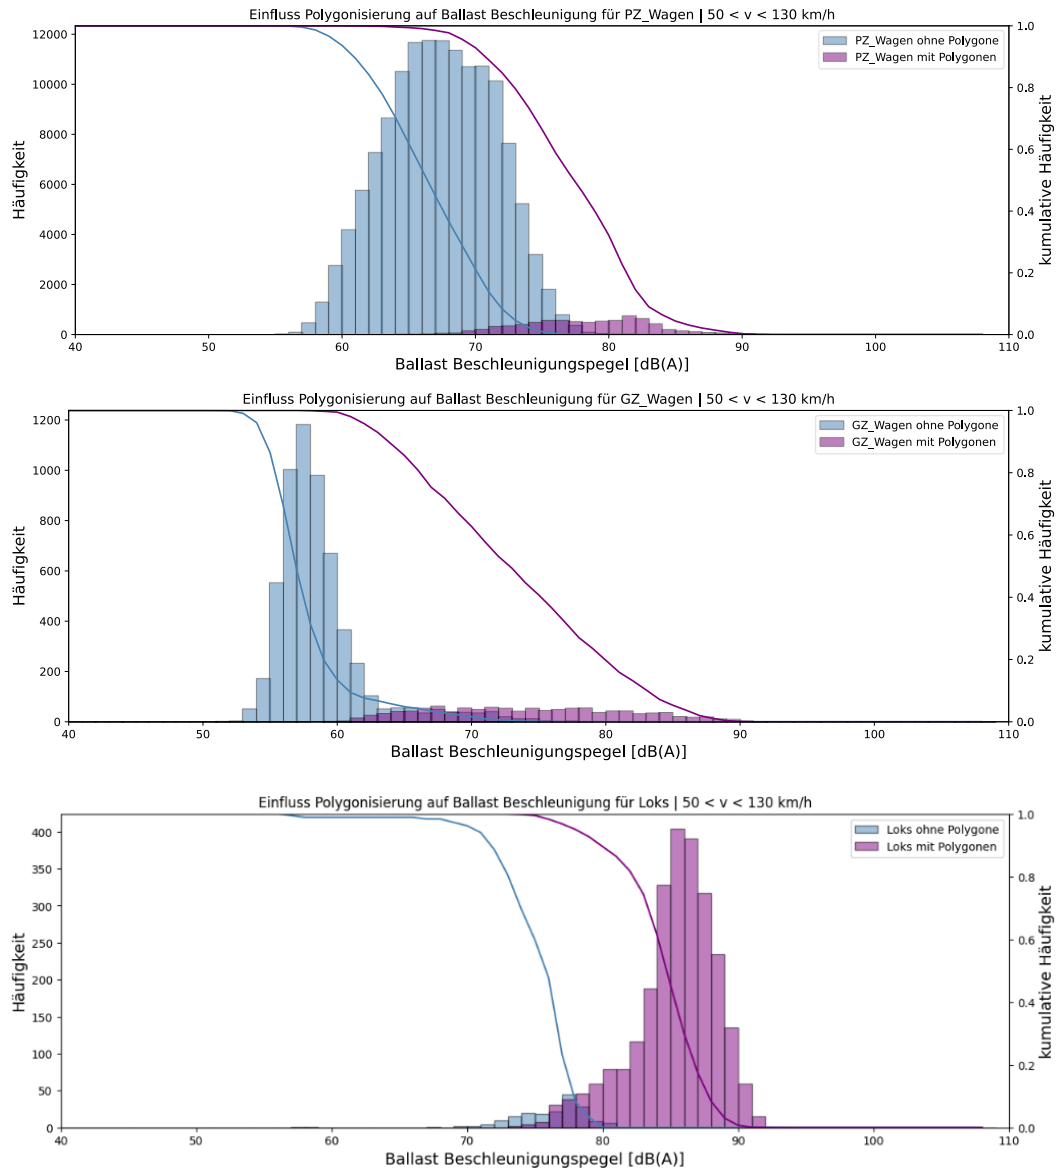 Einfluss Polygonisierung auf Ballast Beschleunigung für PZ_Wagen | 50 < v < 130 km/h
12000
10000
8000
6000
4000
2000
0
Häufigkeit
PZ_Wagen ohne Polygone
PZ_Wagen mit Polygonen
1.0
0.8
0.6
0.4
0.2
0.0
kumulative Häufigkeit
40 50 60 70 80 90 100 110
Ballast Beschleunigungspegel [dB(A)]
Einfluss Polygonisierung auf Ballast Beschleunigung für GZ_Wagen | 50 < v < 130 km/h
1200
1000
800
600
400
200
0
Häufigkeit
GZ_Wagen ohne Polygone
GZ_Wagen mit Polygonen
1.0
0.8
0.6
0.4
0.2
0.0
kumulative Häufigkeit
40 50 60 70 80 90 100 110
Ballast Beschleunigungspegel [dB(A)]
Einfluss Polygonisierung auf Ballast Beschleunigung für Loks | 50 < v < 130 km/h
400
350
300
250
200
150
100
50
0
Häufigkeit
Loks ohne Polygone
Loks mit Polygonen
1.0
0.8
0.6
0.4
0.2
0.0
kumulative Häufigkeit
40 50 60 70 80 90 100 110
Ballast Beschleunigungspegel [dB(A)]